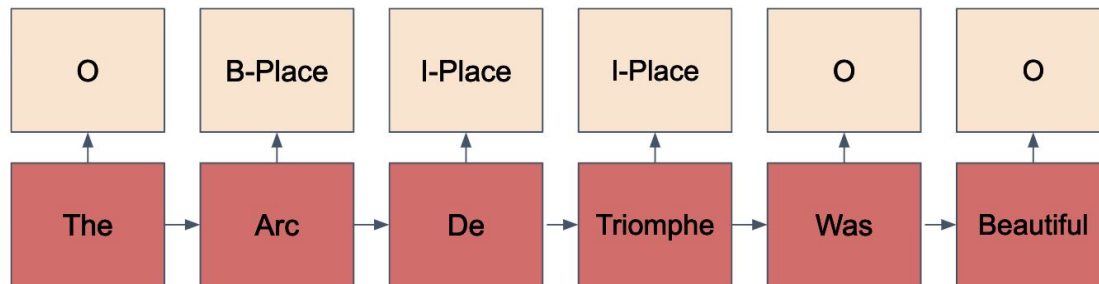 O B-Place I-Place I-Place O O
The Arc De Triomphe Was Beautiful